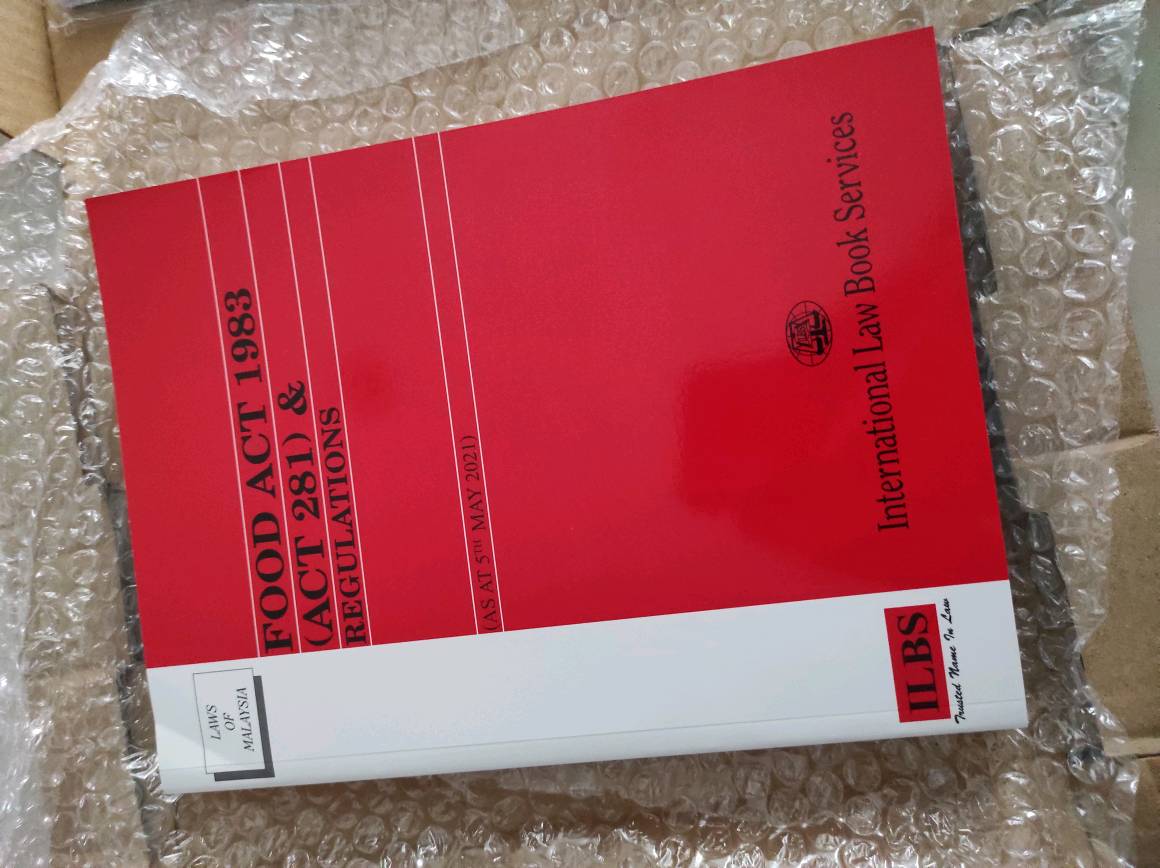 LAWS
OF
MALAYSIA
FOOD ACT 1983
(ACT 281) &
REGULATIONS
(AS AT 5TH MAY 2021)
International Law Book Services
ILBS
Trusted Name In Law